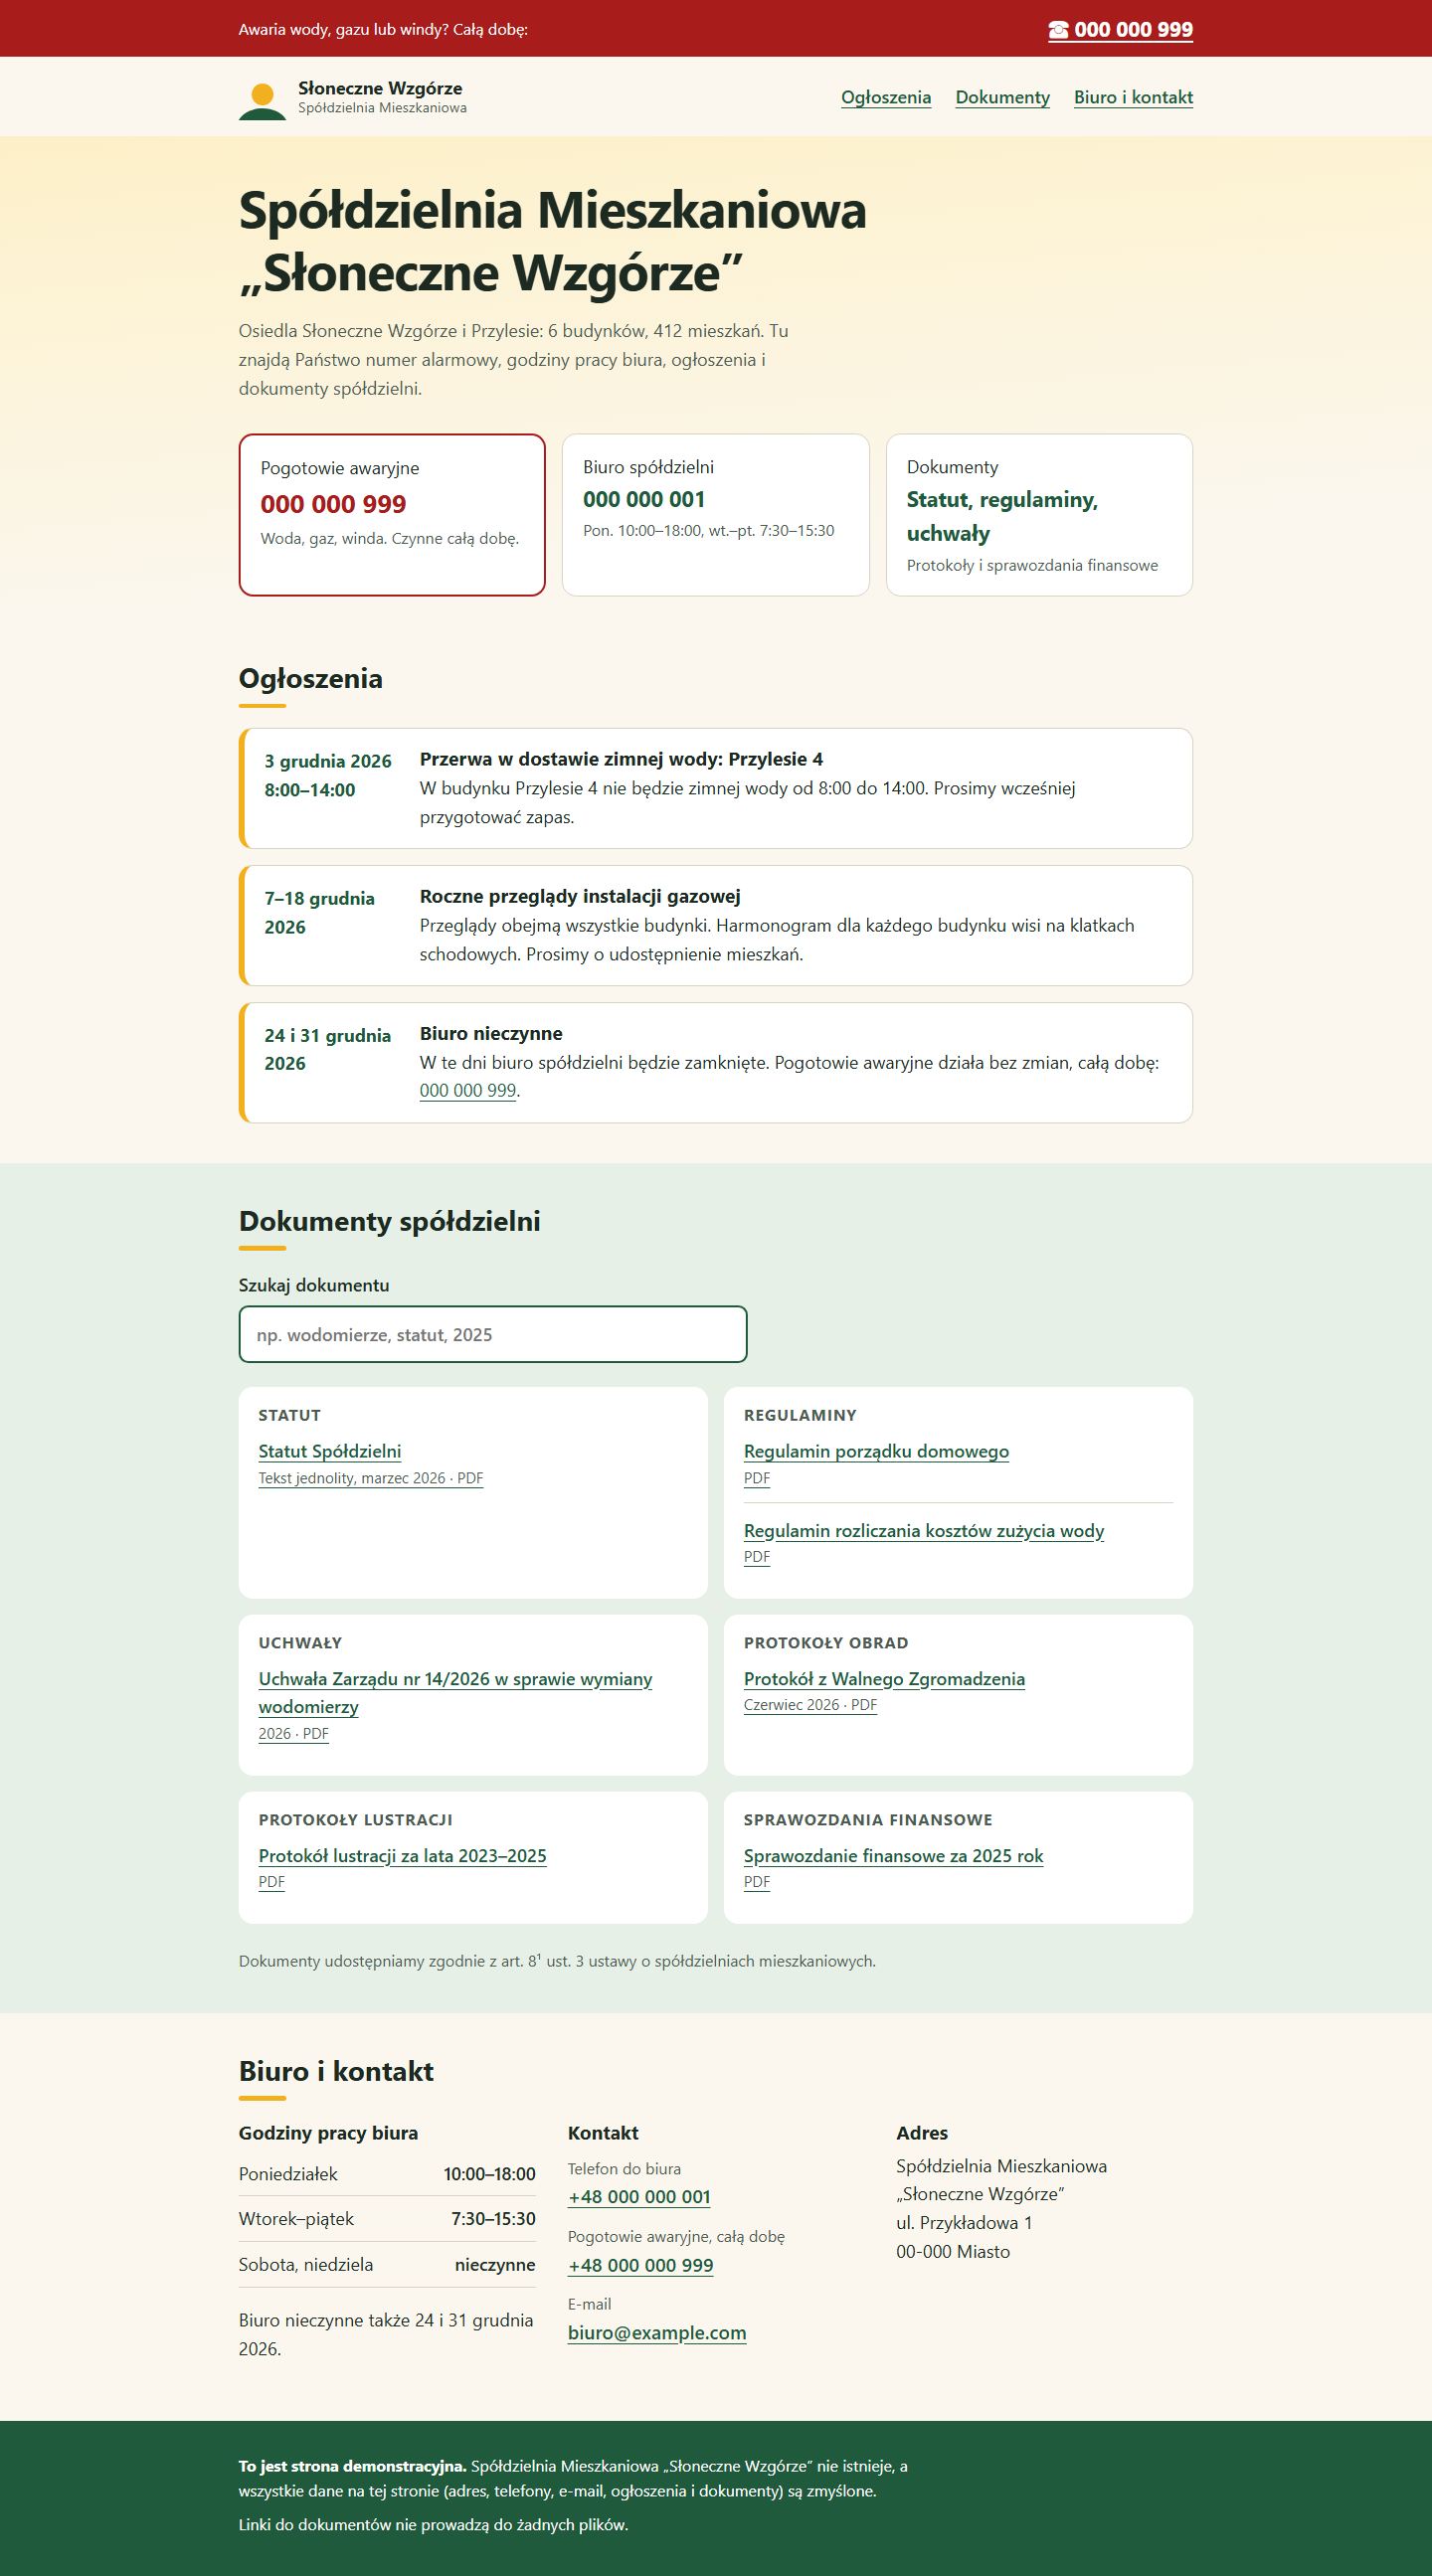 Awaria wody, gazu lub windy? Całą dobę:
☎ 000 000 999
Słoneczne Wzgórze
Spółdzielnia Mieszkaniowa
Ogłoszenia
Dokumenty
Biuro i kontakt
Spółdzielnia Mieszkaniowa
„Słoneczne Wzgórze”
Osiedla Słoneczne Wzgórze i Przylesie: 6 budynków, 412 mieszkań. Tu
znajdą Państwo numer alarmowy, godziny pracy biura, ogłoszenia i
dokumenty spółdzielni.
Pogotowie awaryjne
000 000 999
Woda, gaz, winda. Czynne całą dobę.
Biuro spółdzielni
000 000 001
Pon. 10:00–18:00, wt.–pt. 7:30–15:30
Dokumenty
Statut, regulaminy,
uchwały
Protokoły i sprawozdania finansowe
Ogłoszenia
3 grudnia 2026
8:00–14:00
Przerwa w dostawie zimnej wody: Przylesie 4
W budynku Przylesie 4 nie będzie zimnej wody od 8:00 do 14:00. Prosimy wcześniej
przygotować zapas.
7–18 grudnia
2026
Roczne przeglądy instalacji gazowej
Przeglądy obejmą wszystkie budynki. Harmonogram dla każdego budynku wisi na klatkach
schodowych. Prosimy o udostępnienie mieszkań.
24 i 31 grudnia
2026
Biuro nieczynne
W te dni biuro spółdzielni będzie zamknięte. Pogotowie awaryjne działa bez zmian, całą dobę:
000 000 999.
Dokumenty spółdzielni
Szukaj dokumentu
np. wodomierze, statut, 2025
STATUT
Statut Spółdzielni
Tekst jednolity, marzec 2026 · PDF
REGULAMINY
Regulamin porządku domowego
PDF
Regulamin rozliczania kosztów zużycia wody
PDF
UCHWAŁY
Uchwała Zarządu nr 14/2026 w sprawie wymiany
wodomierzy
2026 · PDF
PROTOKOŁY OBRAD
Protokół z Walnego Zgromadzenia
Czerwiec 2026 · PDF
PROTOKOŁY LUSTRACJI
Protokół lustracji za lata 2023–2025
PDF
SPRAWOZDANIA FINANSOWE
Sprawozdanie finansowe za 2025 rok
PDF
Dokumenty udostępniamy zgodnie z art. 8¹ ust. 3 ustawy o spółdzielniach mieszkaniowych.
Biuro i kontakt
Godziny pracy biura
Poniedziałek 10:00–18:00
Wtorek–piątek 7:30–15:30
Sobota, niedziela nieczynne
Biuro nieczynne także 24 i 31 grudnia
2026.
Kontakt
Telefon do biura
+48 000 000 001
Pogotowie awaryjne, całą dobę
+48 000 000 999
E-mail
biuro@example.com
Adres
Spółdzielnia Mieszkaniowa
„Słoneczne Wzgórze”
ul. Przykładowa 1
00-000 Miasto
To jest strona demonstracyjna. Spółdzielnia Mieszkaniowa „Słoneczne Wzgórze” nie istnieje, a
wszystkie dane na tej stronie (adres, telefony, e-mail, ogłoszenia i dokumenty) są zmyślone.
Linki do dokumentów nie prowadzą do żadnych plików.